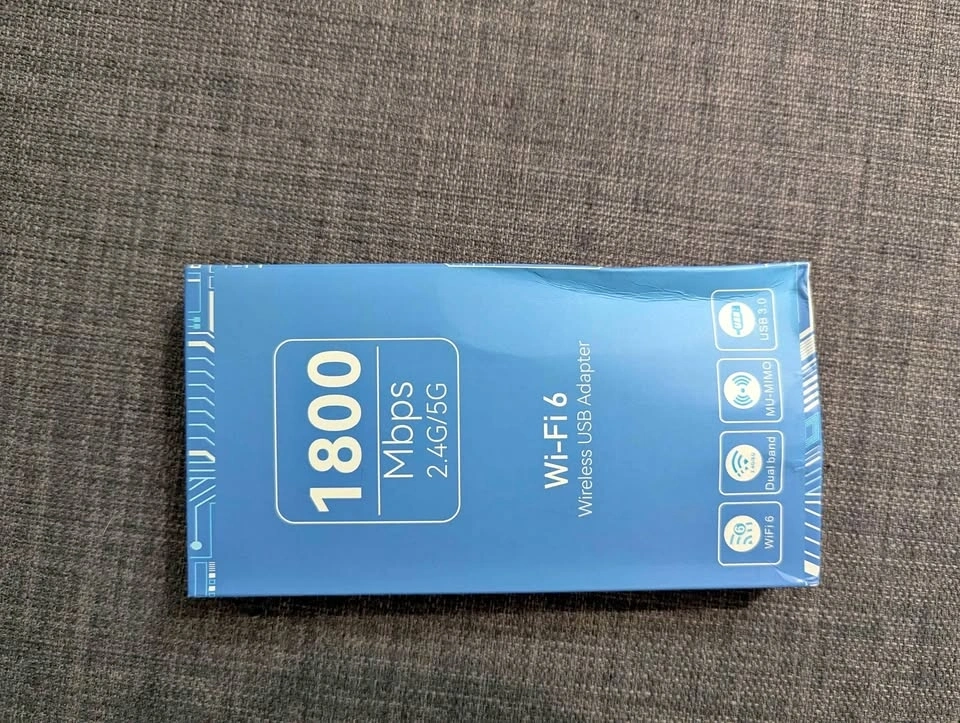 1800
Mbps
2.4G/5G
Wi-Fi 6
Wireless USB Adapter
WiFi 6
Dual band
MU-MIMO
USB 3.0